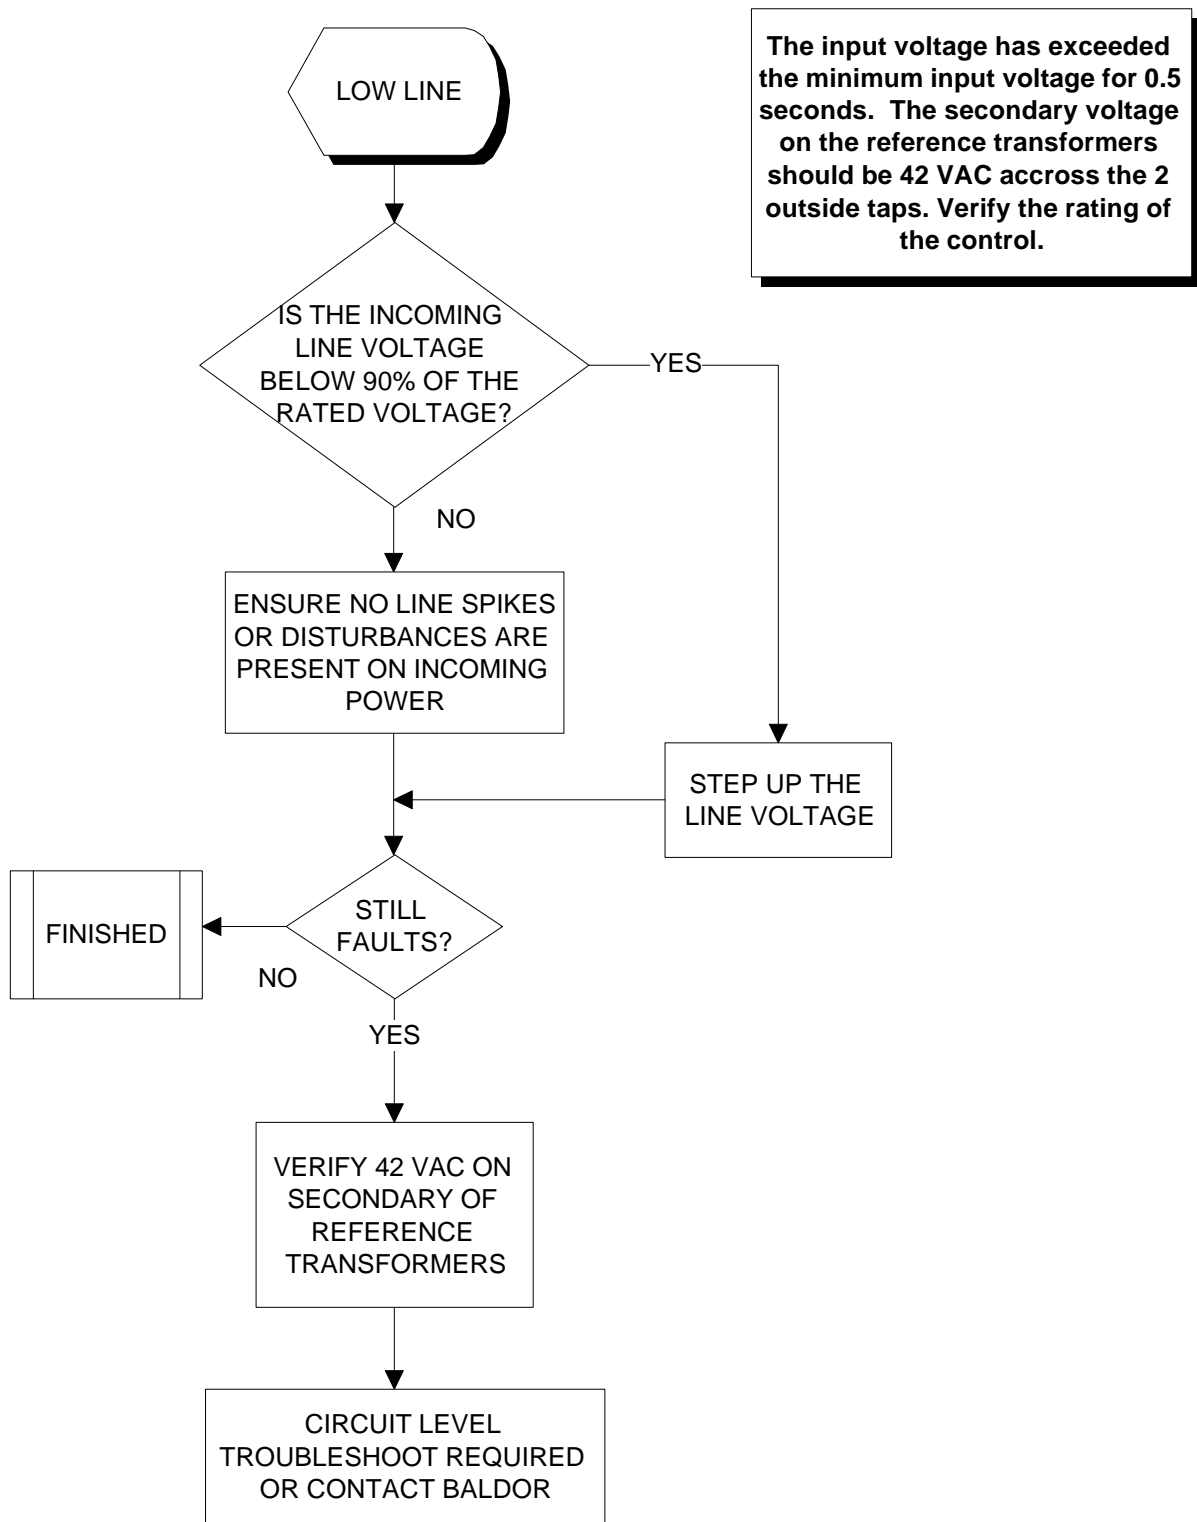 LOW LINE
The input voltage has exceeded
the minimum input voltage for 0.5
seconds.  The secondary voltage
on the reference transformers
should be 42 VAC accross the 2
outside taps. Verify the rating of
the control.
IS THE INCOMING
LINE VOLTAGE
BELOW 90% OF THE
RATED VOLTAGE?
YES
NO
ENSURE NO LINE SPIKES
OR DISTURBANCES ARE
PRESENT ON INCOMING
POWER
STEP UP THE
LINE VOLTAGE
STILL
FAULTS?
FINISHED
NO
YES
VERIFY 42 VAC ON
SECONDARY OF
REFERENCE
TRANSFORMERS
CIRCUIT LEVEL
TROUBLESHOOT REQUIRED
OR CONTACT BALDOR